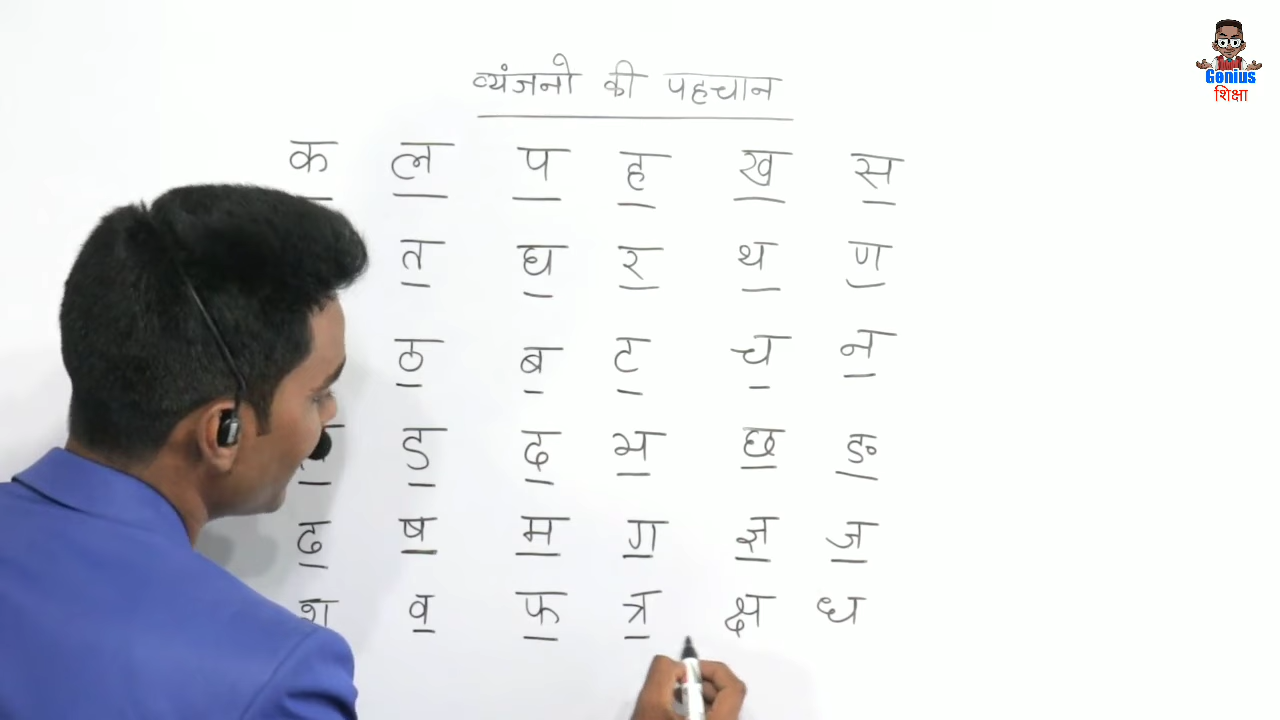 व्यंजनो की पहचान
Genius
शिक्षा
क ल प ह ख स
त घ र थ ण
ठ ब ट च न
ड द भ छ ङ
ढ ष म ग ज्ञ ज
श व फ त्र क्ष ध